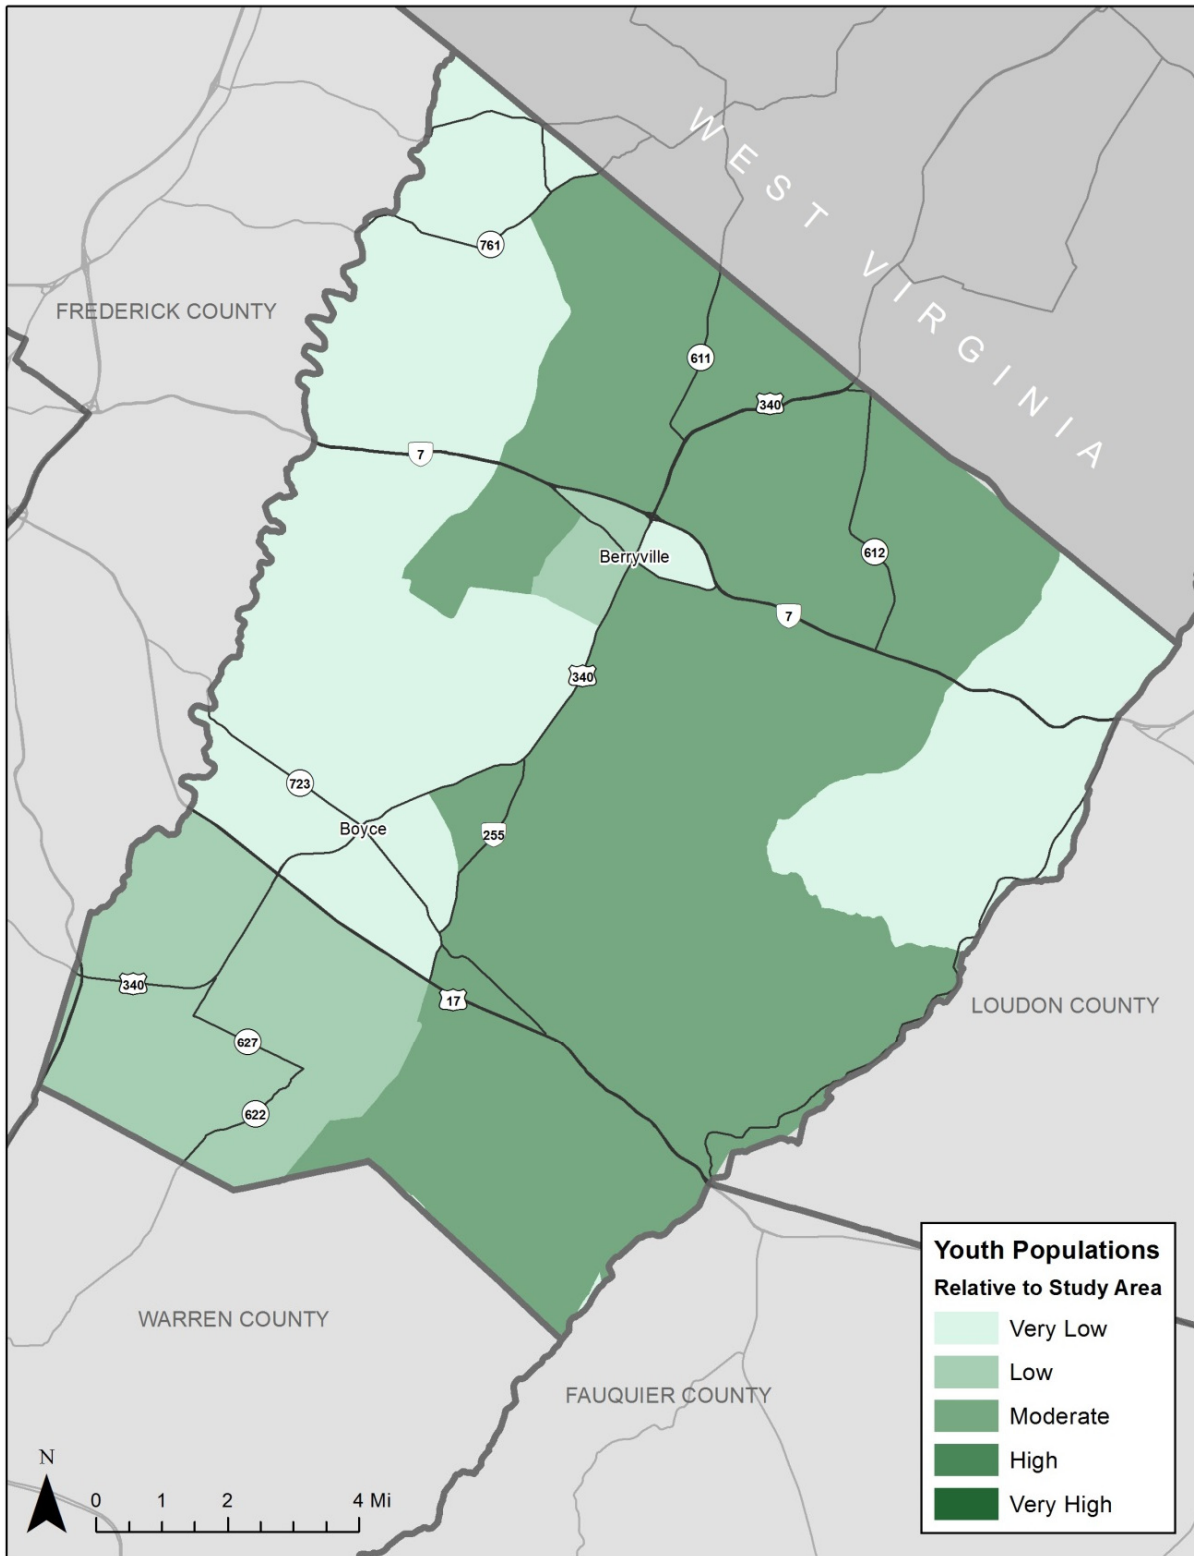 WEST VIRGINIA
761
FREDERICK COUNTY
611
340
7
612
Berryville
7
340
723
Boyce
255
340
17
LOUDON COUNTY
627
622
WARREN COUNTY
FAUQUIER COUNTY
Youth Populations
Relative to Study Area
Very Low
Low
Moderate
High
Very High
N
0 1 2 4 Mi